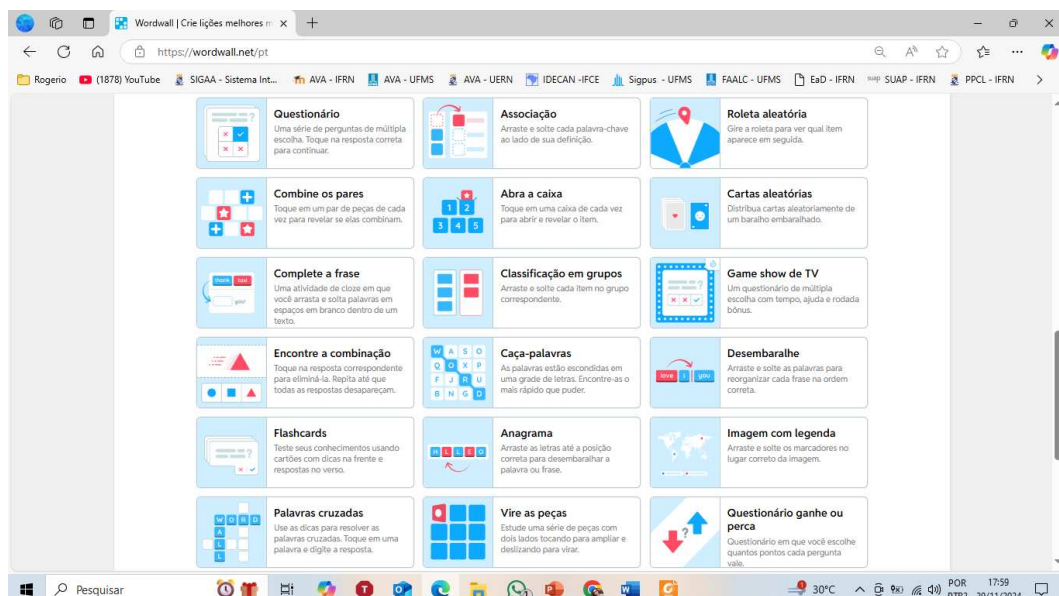 Wordwall | Crie lições melhores m
https://wordwall.net/pt
Rogerio
(1878) YouTube
SIGAA - Sistema Int...
AVA - IFRN
AVA - UFMS
AVA - UERN
IDECAN -IFCE
Sigpus - UFMS
FAALC - UFMS
EaD - IFRN
SUAP - IFRN
PPCL - IFRN
Questionário
Uma série de perguntas de múltipla
escolha. Toque na resposta correta
para continuar.
Associação
Arraste e solte cada palavra-chave
ao lado de sua definição.
Roleta aleatória
Gire a roleta para ver qual item
aparece em seguida.
Combine os pares
Toque em um par de peças de cada
vez para revelar se elas combinam.
1 2
3 4 5
Abra a caixa
Toque em uma caixa de cada vez
para abrir e revelar o item.
Cartas aleatórias
Distribua cartas aleatoriamente de
um baralho embaralhado.
thank
you!
Complete a frase
Uma atividade de cloze em que
você arrasta e solta palavras em
espaços em branco dentro de um
texto.
Classificação em grupos
Arraste e solte cada item no grupo
correspondente.
Game show de TV
Um questionário de múltipla
escolha com tempo, ajuda e rodada
bônus.
Encontre a combinação
Toque na resposta correspondente
para eliminá-la. Repita até que
todas as respostas desapareçam.
W A S O
Q O X P
F J R U
B N G D
Caça-palavras
As palavras estão escondidas em
uma grade de letras. Encontre-as o
mais rápido que puder.
love I you
Desembaralhe
Arraste e solte as palavras para
reorganizar cada frase na ordem
correta.
Flashcards
Teste seus conhecimentos usando
cartões com dicas na frente e
respostas no verso.
H L L E O
Anagrama
Arraste as letras até a posição
correta para desembaralhar a
palavra ou frase.
Imagem com legenda
Arraste e solte os marcadores no
lugar correto da imagem.
W O R D
A
L
L
Palavras cruzadas
Use as dicas para resolver as
palavras cruzadas. Toque em uma
palavra e digite a resposta.
Vire as peças
Estude uma série de peças com
dois lados tocando para ampliar e
deslizando para virar.
Questionário ganhe ou
perca
Questionário em que você escolhe
quantos pontos cada pergunta
vale.
Pesquisar
30°C
POR
PTB2
17:59
20/11/2024